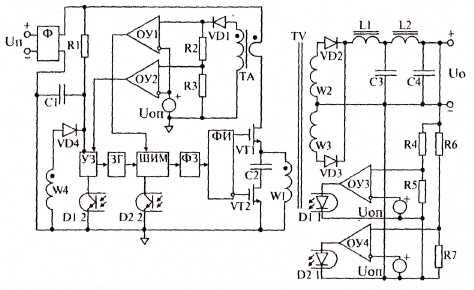 Uп
Ф
R1
C1
VD4
W4
УЗ
ЗГ
ШИМ
ФЗ
ФИ
D1.2
D2.2
ОУ1
ОУ2
Uоп
VD1
R2
R3
TA
VT1
C2
VT2
W1
TV
W2
W3
VD2
VD3
L1
L2
C3
C4
Uо
R4
R6
R5
R7
ОУ3
D1.1
Uоп
ОУ4
D2.1
Uоп